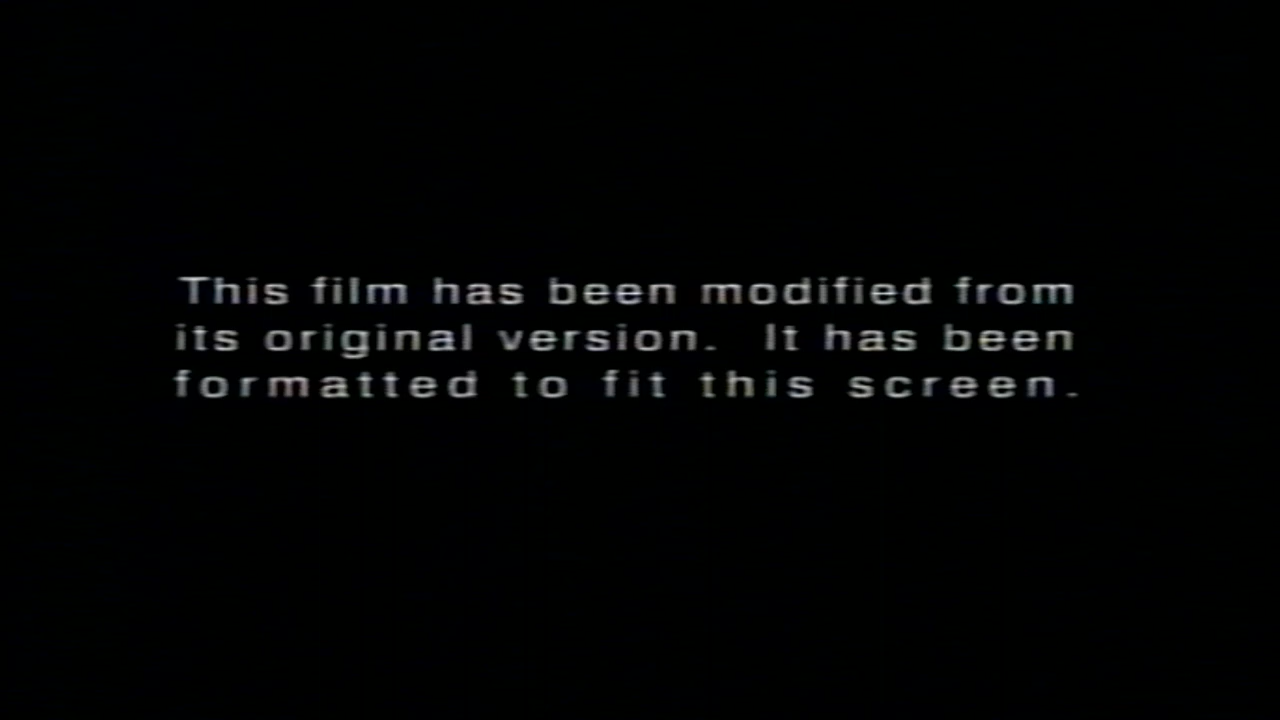 This film has been modified from
its original version.  It has been
formatted to fit this screen.